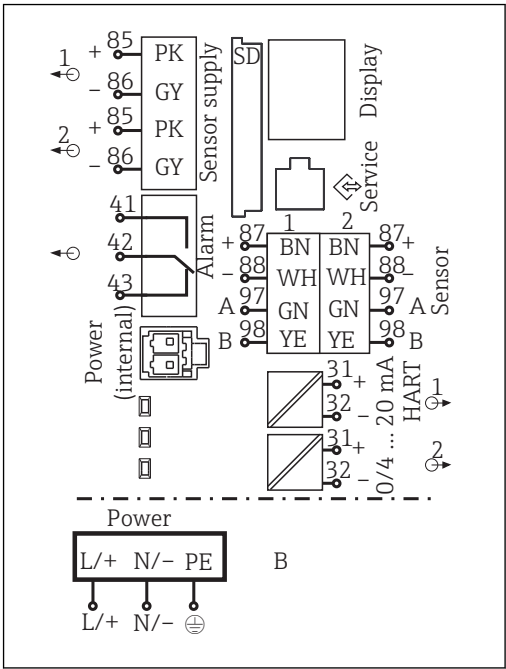 1
+ 85 PK
- 86 GY
2
+ 85 PK
- 86 GY
Sensor supply
SD
Display
Service
41
42
43
Alarm
1 2
+ 87 BN BN 87 +
- 88 WH WH 88 -
A 97 GN GN 97 A
B 98 YE YE 98 B
Sensor
Power
(internal)
31 +
32 -
1
31 +
32 -
2
0/4 ... 20 mA
HART
Power
L/+ N/- PE
B
L/+ N/-